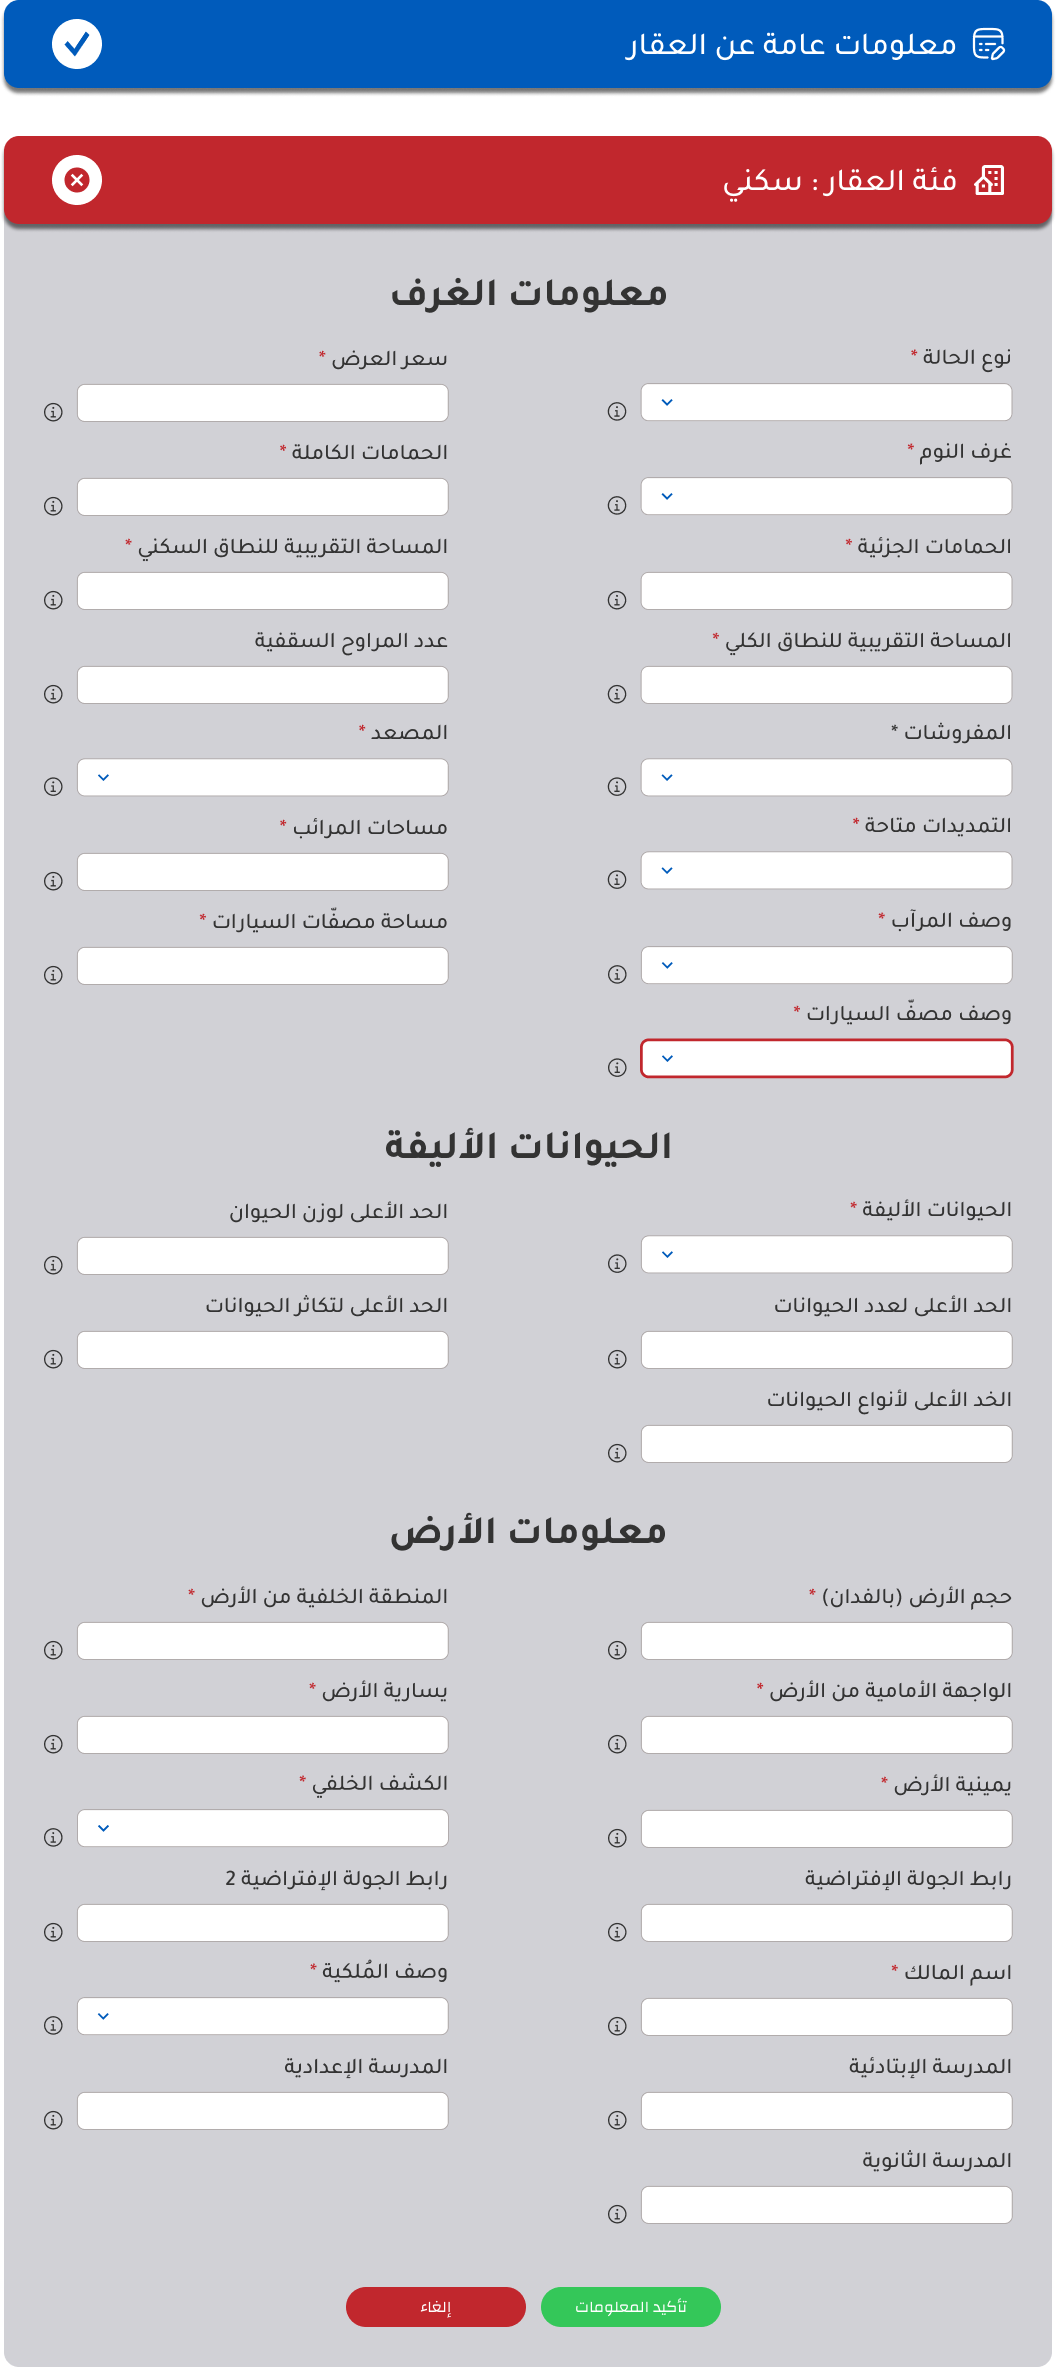 معلومات عامة عن العقار
فئة العقار : سكني
معلومات الغرف
نوع الحالة *
سعر العرض *
غرف النوم *
الحمامات الكاملة *
الحمامات الجزئية *
المساحة التقريبية للنطاق السكني *
المساحة التقريبية للنطاق الكلي *
عدد المراوح السقفية
المفروشات *
المصعد *
التمديدات متاحة *
مساحات المرائب *
وصف المرآب *
مساحة مصفّات السيارات *
وصف مصفّ السيارات *
الحيوانات الأليفة
الحيوانات الأليفة *
الحد الأعلى لوزن الحيوان
الحد الأعلى لعدد الحيوانات
الحد الأعلى لتكاثر الحيوانات
الخد الأعلى لأنواع الحيوانات
معلومات الأرض
حجم الأرض (بالفدان) *
المنطقة الخلفية من الأرض *
الواجهة الأمامية من الأرض *
يسارية الأرض *
يمينية الأرض *
الكشف الخلفي *
رابط الجولة الإفتراضية
رابط الجولة الإفتراضية 2
اسم المالك *
وصف المُلكية *
المدرسة الإبتادئية
المدرسة الإعدادية
المدرسة الثانوية
تأكيد المعلومات
إلغاء